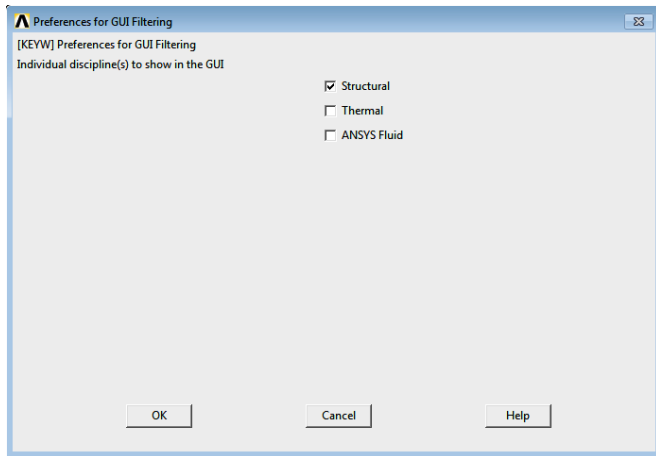 Preferences for GUI Filtering
[KEYW] Preferences for GUI Filtering
Individual discipline(s) to show in the GUI
Structural
Thermal
ANSYS Fluid
OK Cancel Help